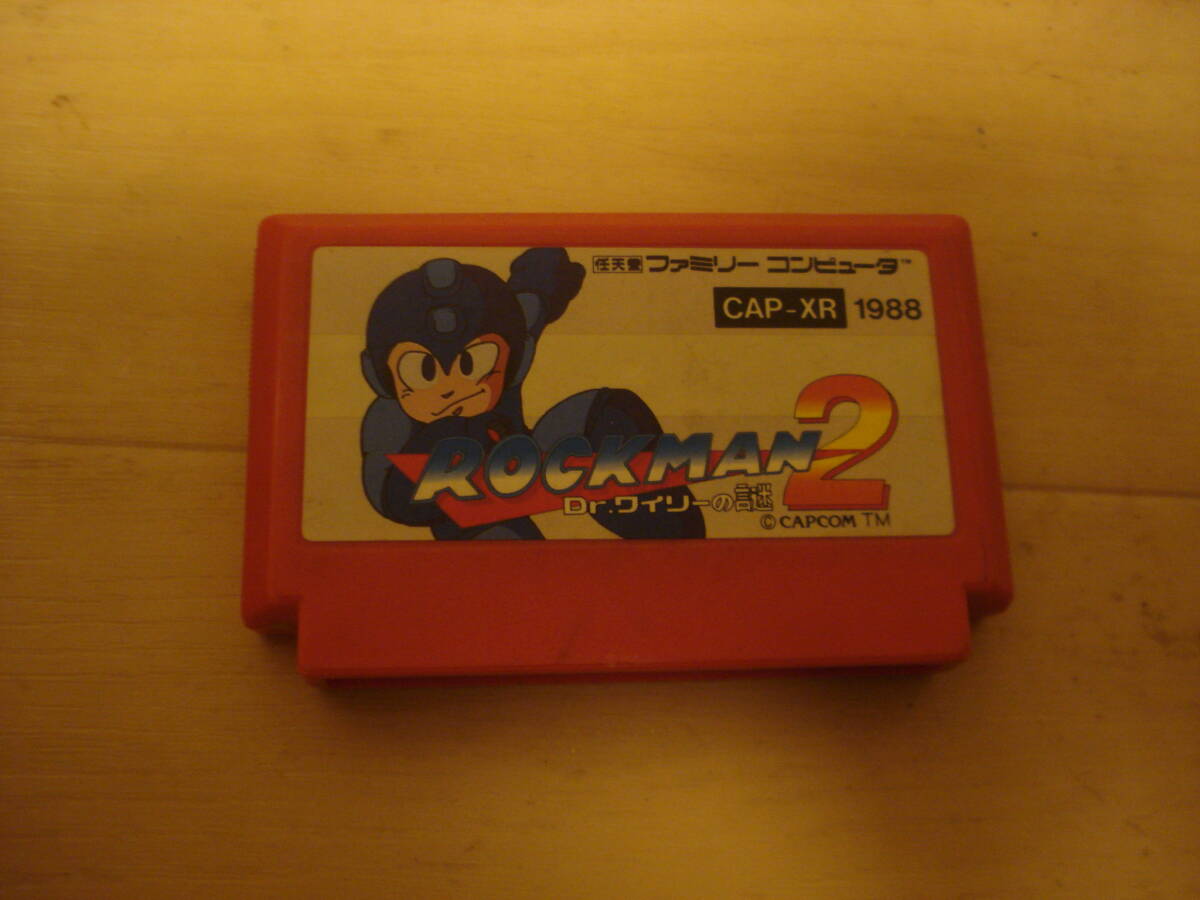 任天堂 ファミリー コンピュータ™
CAP-XR 1988
ROCKMAN 2
Dr.ワイリーの謎
©CAPCOM TM